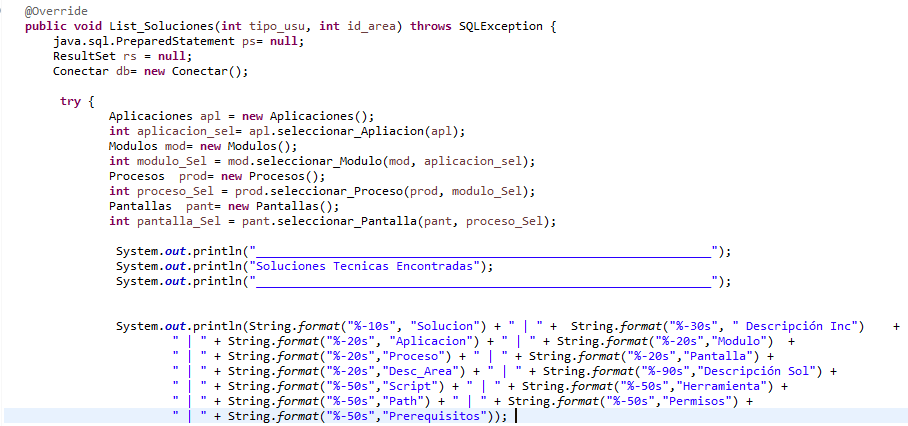 @Override
public void List_Soluciones(int tipo_usu, int id_area) throws SQLException {
java.sql.PreparedStatement ps= null;
ResultSet rs = null;
Conectar db= new Conectar();
try {
Aplicaciones apl = new Aplicaciones();
int aplicacion_sel= apl.seleccionar_Apliacion(apl);
Modulos mod= new Modulos();
int modulo_Sel = mod.seleccionar_Modulo(mod, aplicacion_sel);
Procesos  prod= new Procesos();
int proceso_Sel = prod.seleccionar_Proceso(prod, modulo_Sel);
Pantallas  pant= new Pantallas();
int pantalla_Sel = pant.seleccionar_Pantalla(pant, proceso_Sel);
System.out.println("_________________________________________________________________");
System.out.println("Soluciones Tecnicas Encontradas");
System.out.println("_________________________________________________________________");
System.out.println(String.format("%-10s", "Solucion") + " | " +  String.format("%-30s", " Descripción Inc")    +
" | " + String.format("%-20s", "Aplicacion") + " | " + String.format("%-20s","Modulo")  +
" | " + String.format("%-20s","Proceso") + " | " + String.format("%-20s","Pantalla") +
" | " + String.format("%-20s","Desc_Area") + " | " + String.format("%-90s","Descripción Sol") +
" | " + String.format("%-50s","Script") + " | " + String.format("%-50s","Herramienta") +
" | " + String.format("%-50s","Path") + " | " + String.format("%-50s","Permisos") +
" | " + String.format("%-50s","Prerequisitos"));